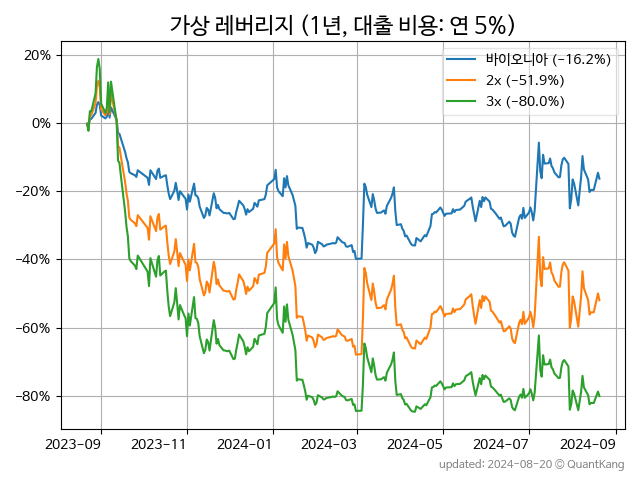 가상 레버리지 (1년, 대출 비용: 연 5%)
바이오니아 (−16.2%)
2x (−51.9%)
3x (−80.0%)
20%
0%
−20%
−40%
−60%
−80%
2023-09 2023-11 2024-01 2024-03 2024-05 2024-07 2024-09
updated: 2024-08-20 © QuantKang